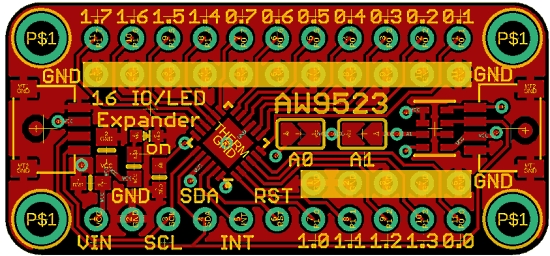 1.7 1.6 1.5 1.4 0.7 0.6 0.5 0.4 0.3 0.2 0.1
P$1 P$1
GND GND
16 IO/LED
Expander
on
AW9523
THERM
GND
A0 A1
GND
GND SDA RST
P$1 P$1
VIN SCL INT 1.0 1.1 1.2 1.3 0.0